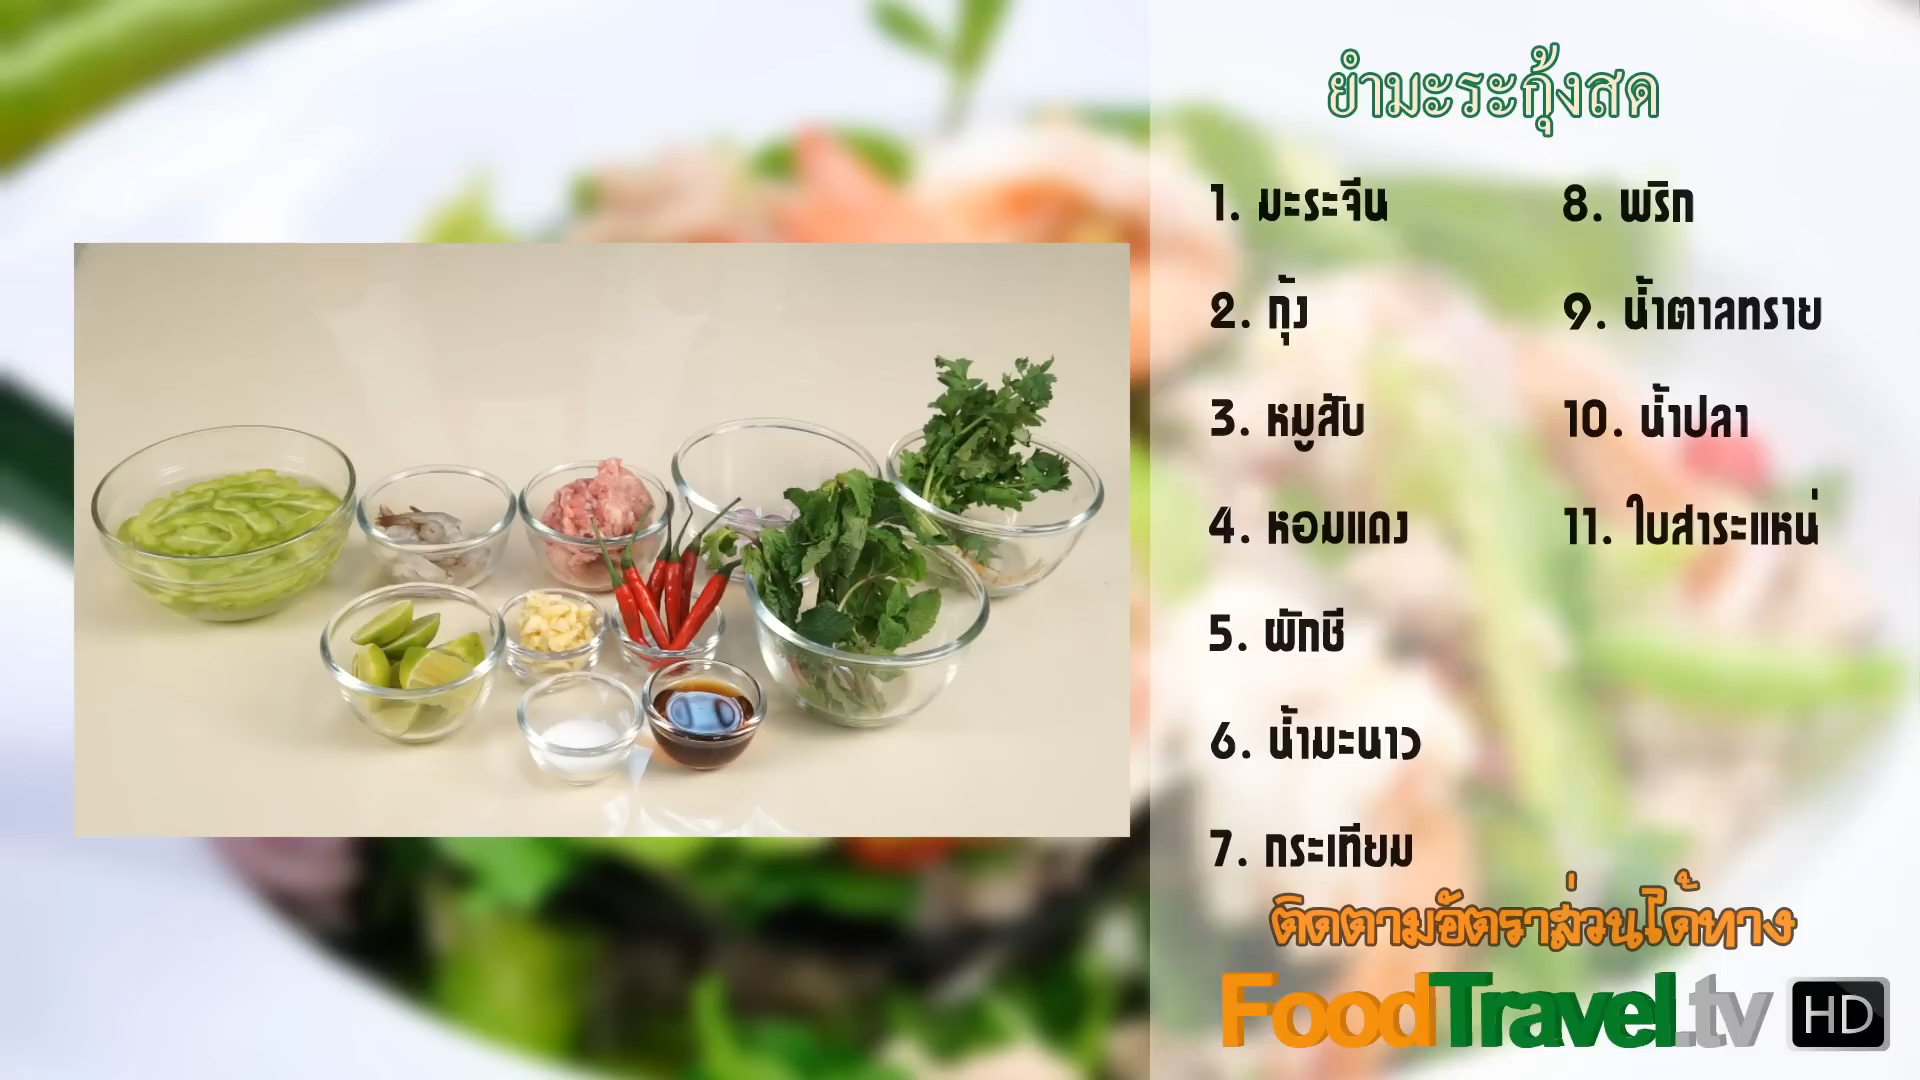 ยำมะระกุ้งสด
1. มะระจีน
2. กุ้ง
3. หมูสับ
4. หอมแดง
5. ผักชี
6. น้ำมะนาว
7. กระเทียม
8. พริก
9. น้ำตาลทราย
10. น้ำปลา
11. ใบสาระแหน่
ติดตามอัตราส่วนได้ทาง
FoodTravel.tv HD